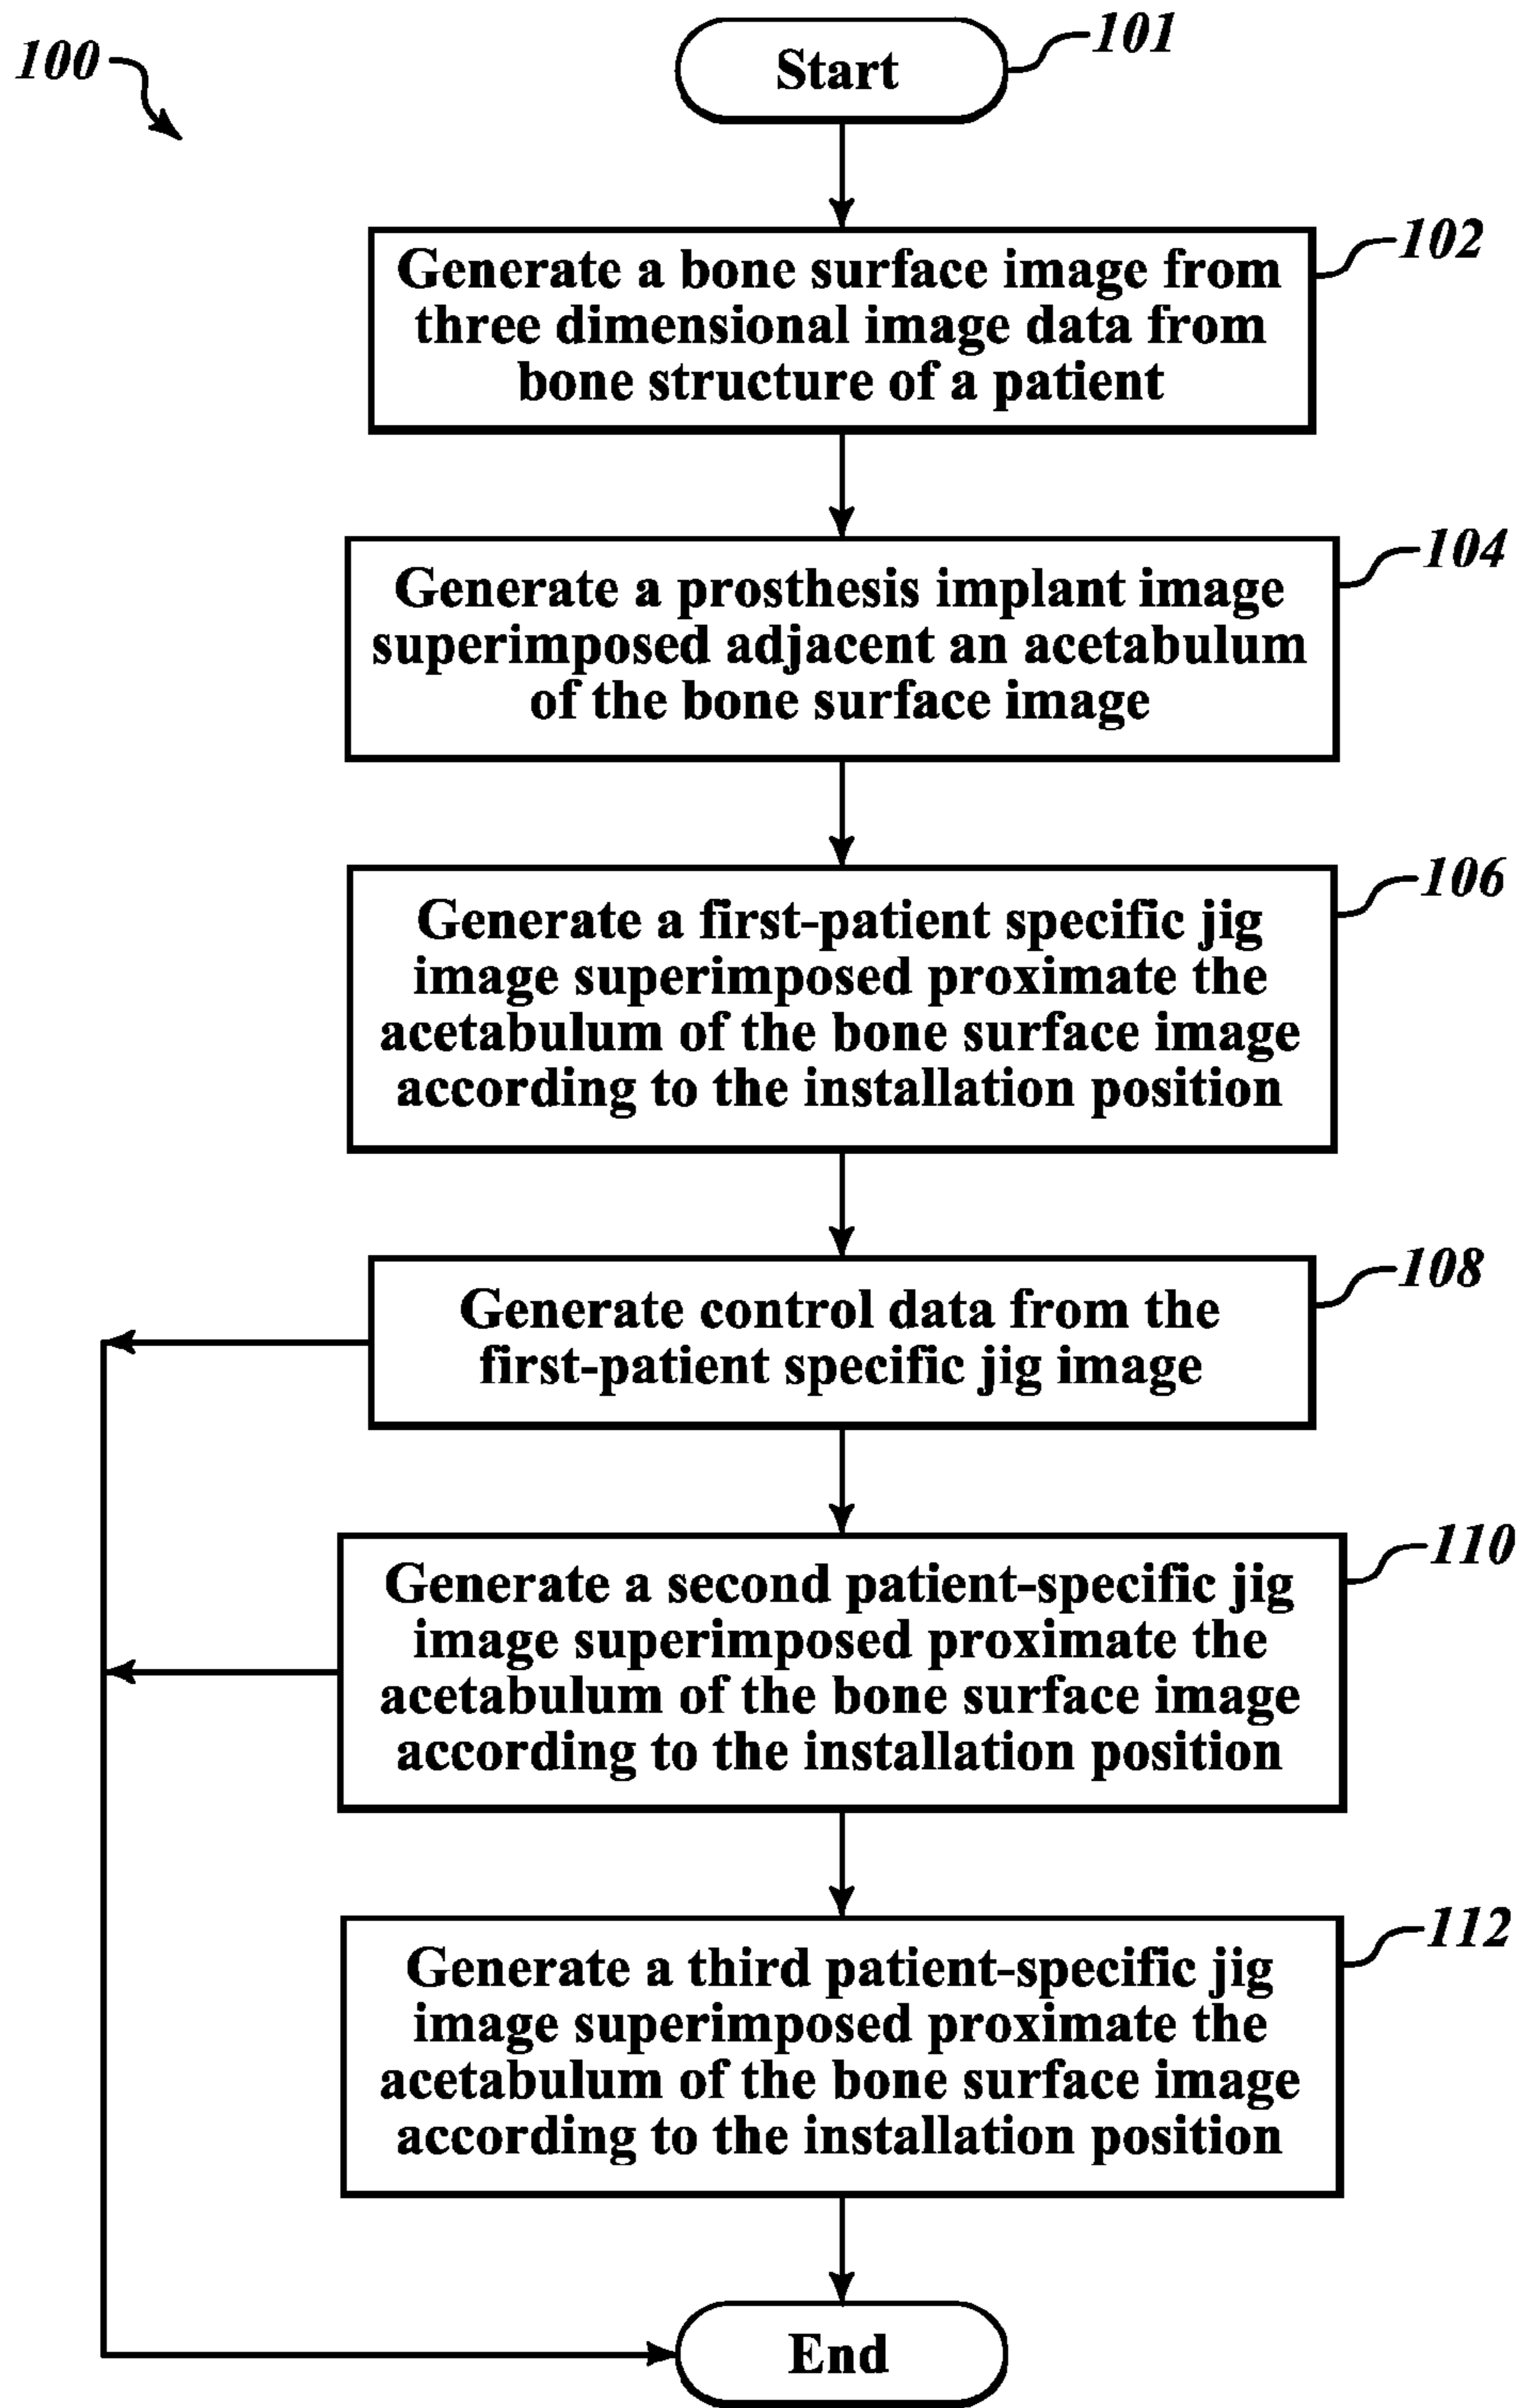 100
Start
101
Generate a bone surface image from
three dimensional image data from
bone structure of a patient
102
Generate a prosthesis implant image
superimposed adjacent an acetabulum
of the bone surface image
104
Generate a first-patient specific jig
image superimposed proximate the
acetabulum of the bone surface image
according to the installation position
106
Generate control data from the
first-patient specific jig image
108
Generate a second patient-specific jig
image superimposed proximate the
acetabulum of the bone surface image
according to the installation position
110
Generate a third patient-specific jig
image superimposed proximate the
acetabulum of the bone surface image
according to the installation position
112
End